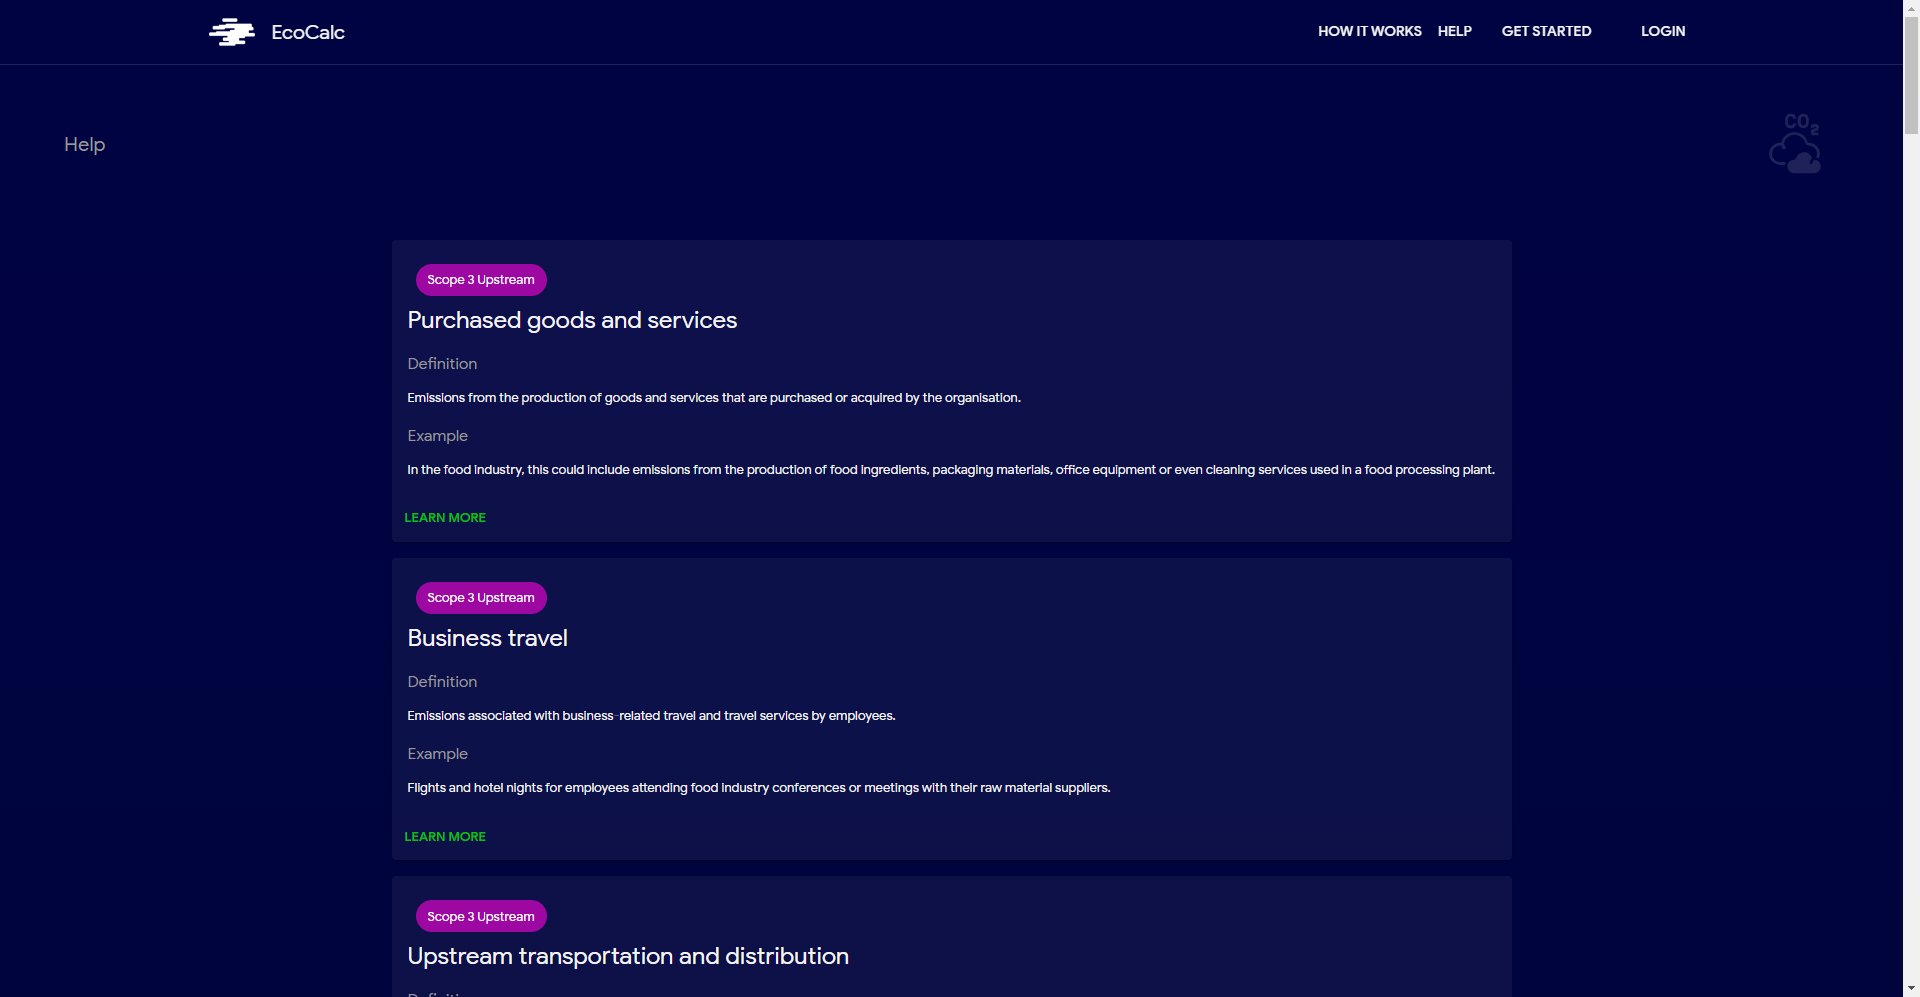 EcoCalc
HOW IT WORKS HELP GET STARTED LOGIN
Help
CO2
Scope 3 Upstream
Purchased goods and services
Definition
Emissions from the production of goods and services that are purchased or acquired by the organisation.
Example
In the food industry, this could include emissions from the production of food ingredients, packaging materials, office equipment or even cleaning services used in a food processing plant.
LEARN MORE
Scope 3 Upstream
Business travel
Definition
Emissions associated with business-related travel and travel services by employees.
Example
Flights and hotel nights for employees attending food industry conferences or meetings with their raw material suppliers.
LEARN MORE
Scope 3 Upstream
Upstream transportation and distribution